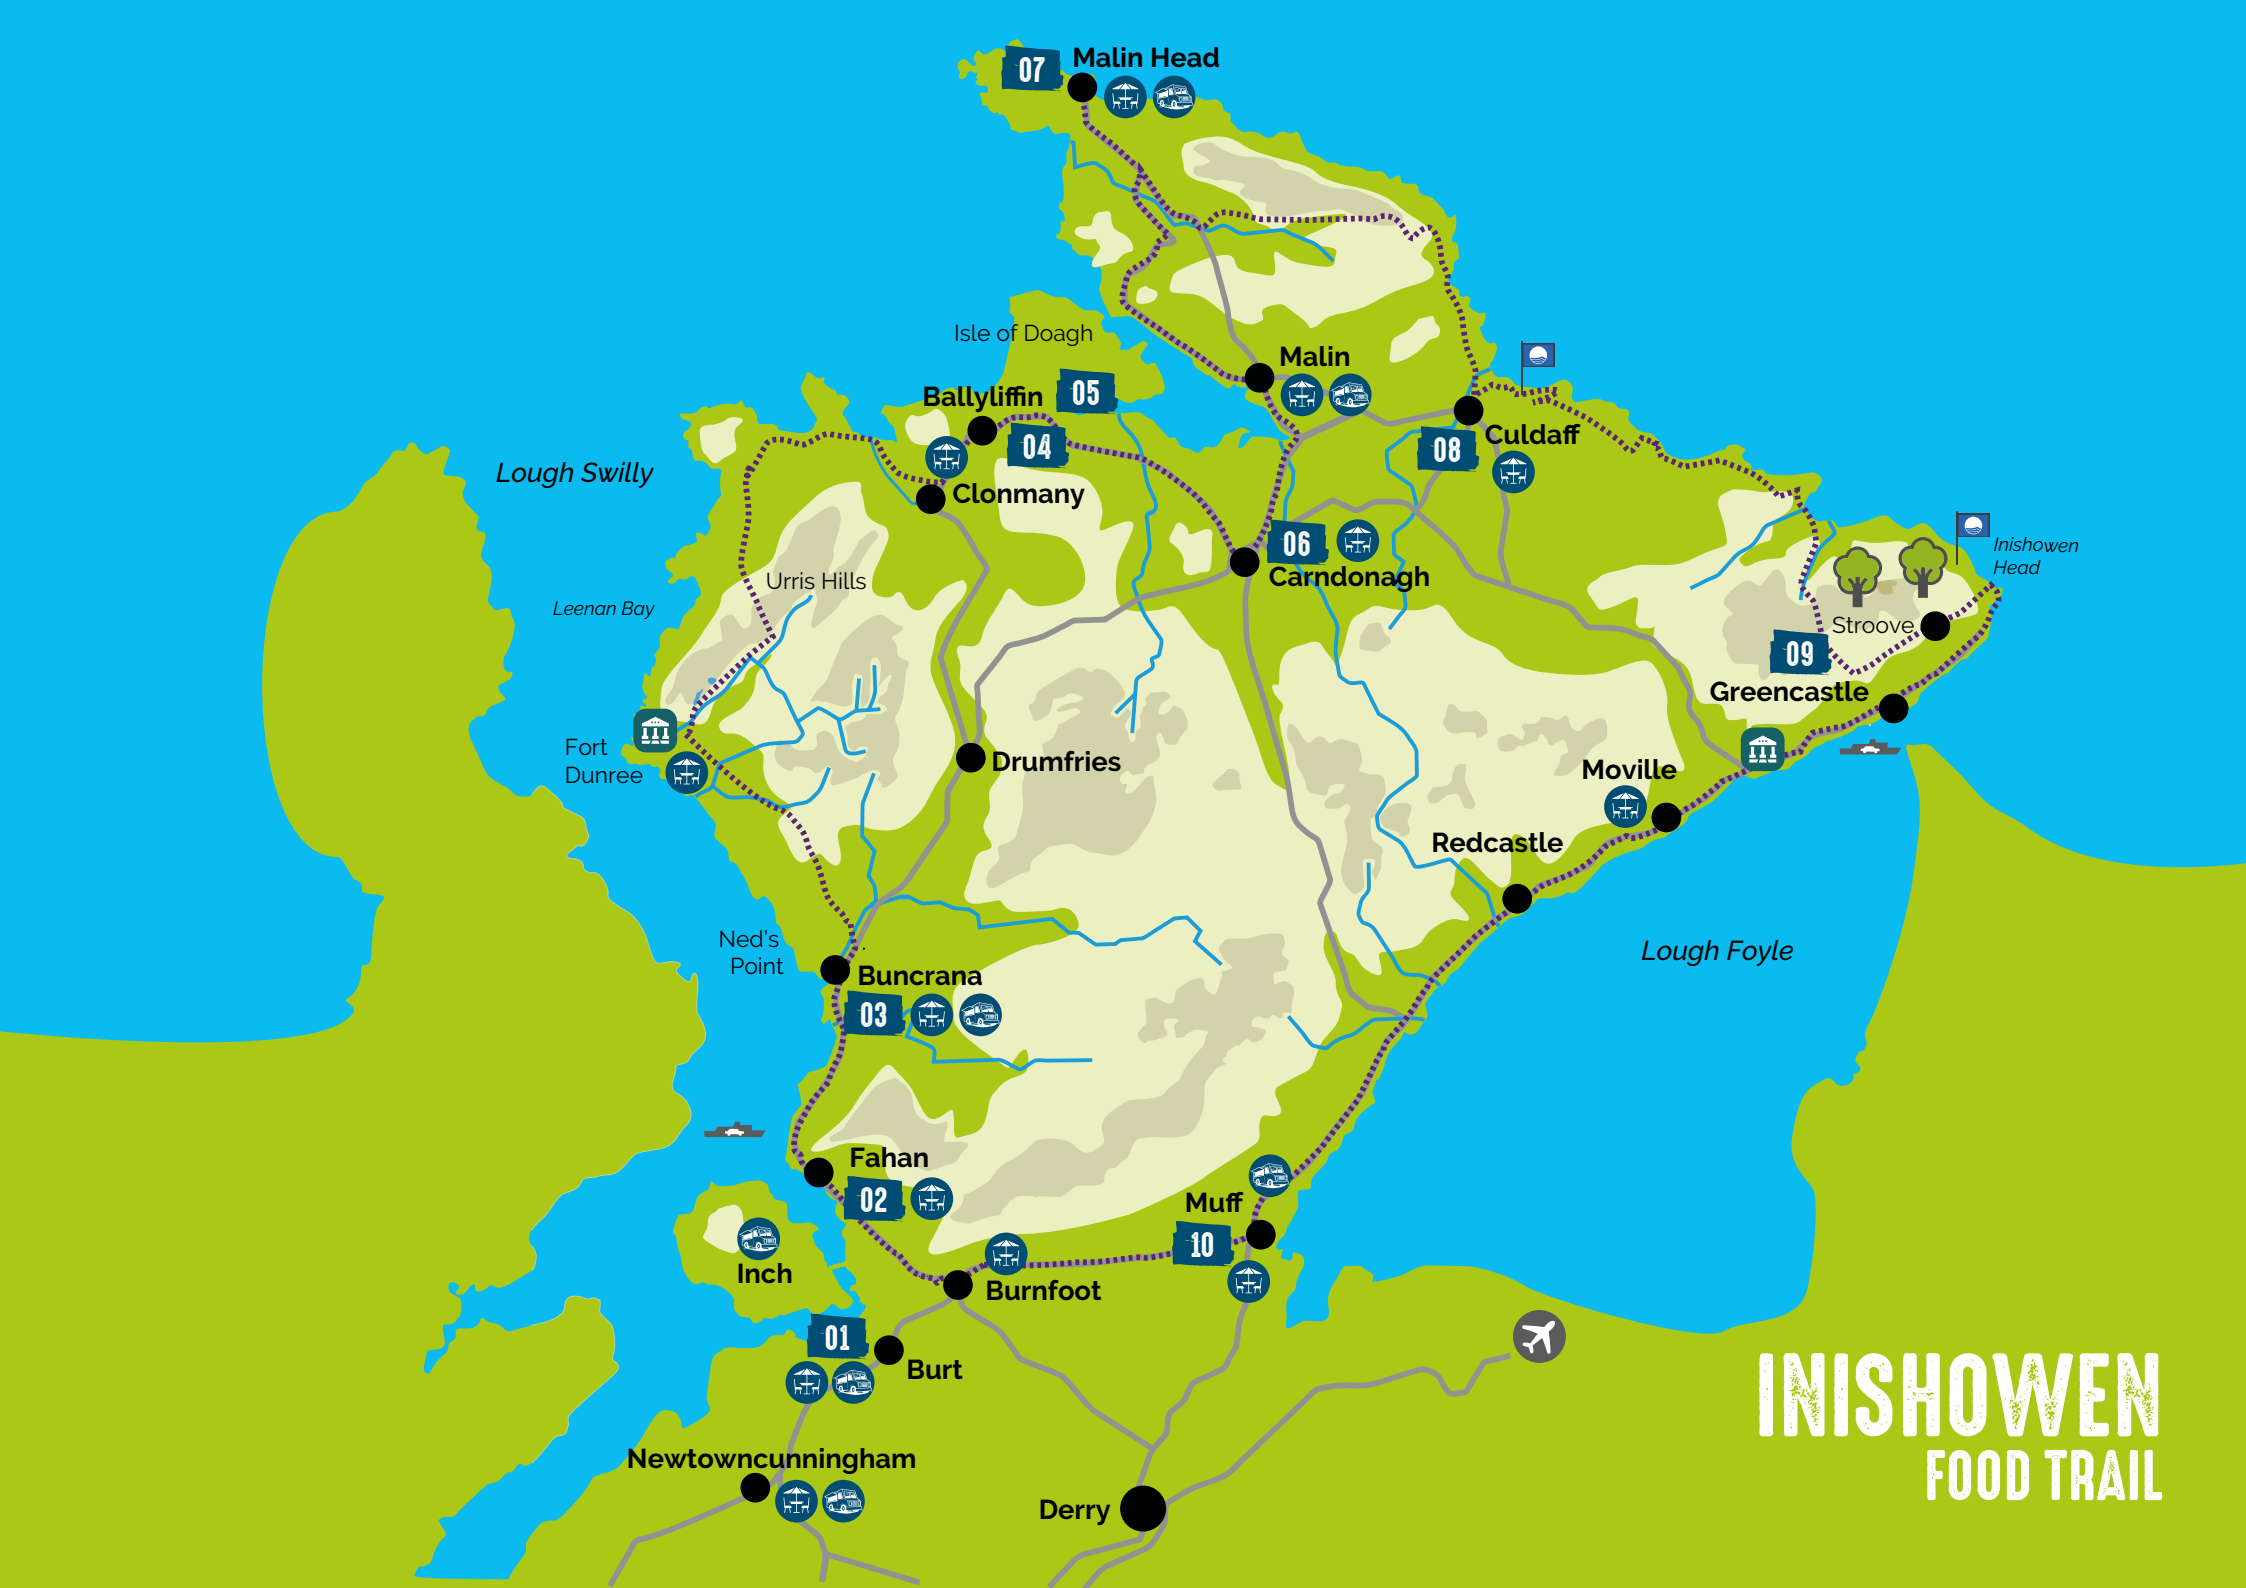 07
Malin Head
Isle of Doagh
Malin
Ballyliffin
05
04
08
Culdaff
Lough Swilly
Clonmany
06
Carndonagh
Inishowen
Head
Urris Hills
Leenan Bay
Stroove
09
Greencastle
Fort
Dunree
Drumfries
Moville
Redcastle
Ned's
Point
Lough Foyle
Buncrana
03
Fahan
02
Muff
10
Inch
Burnfoot
01
Burt
Newtowncunningham
Derry
INISHOWEN
FOOD TRAIL